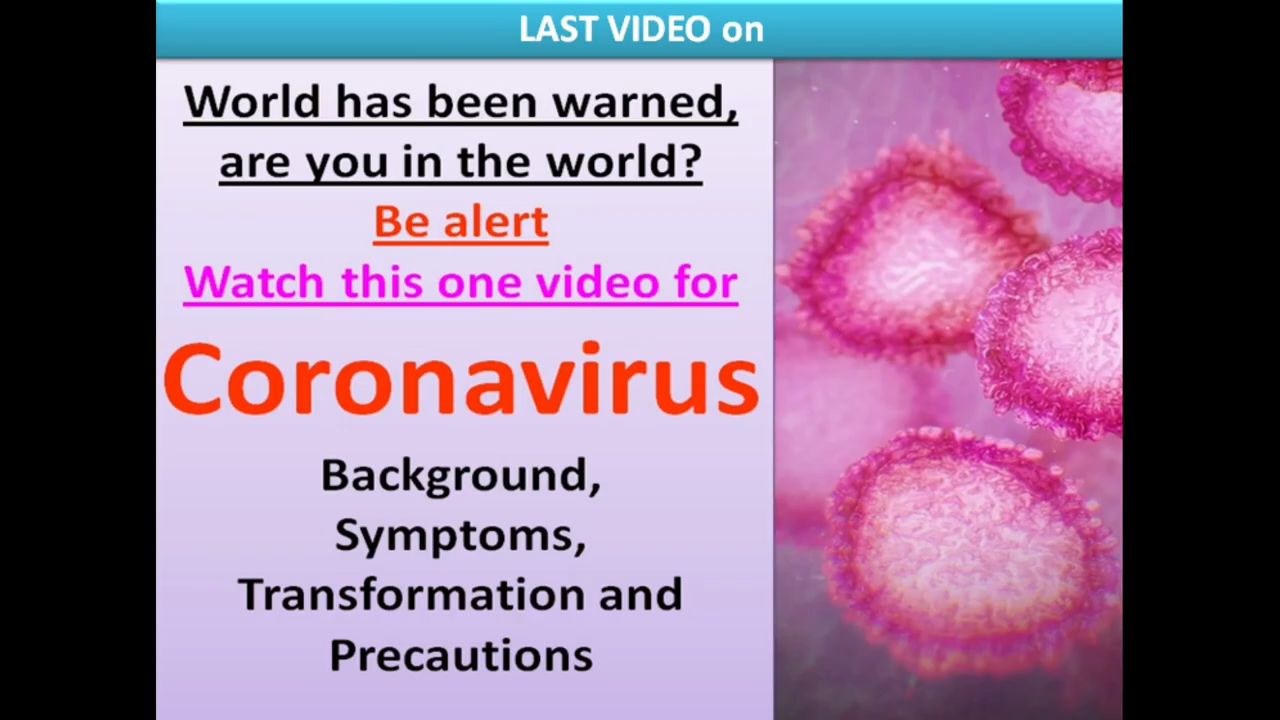 LAST VIDEO on
World has been warned,
are you in the world?
Be alert
Watch this one video for
Coronavirus
Background,
Symptoms,
Transformation and
Precautions